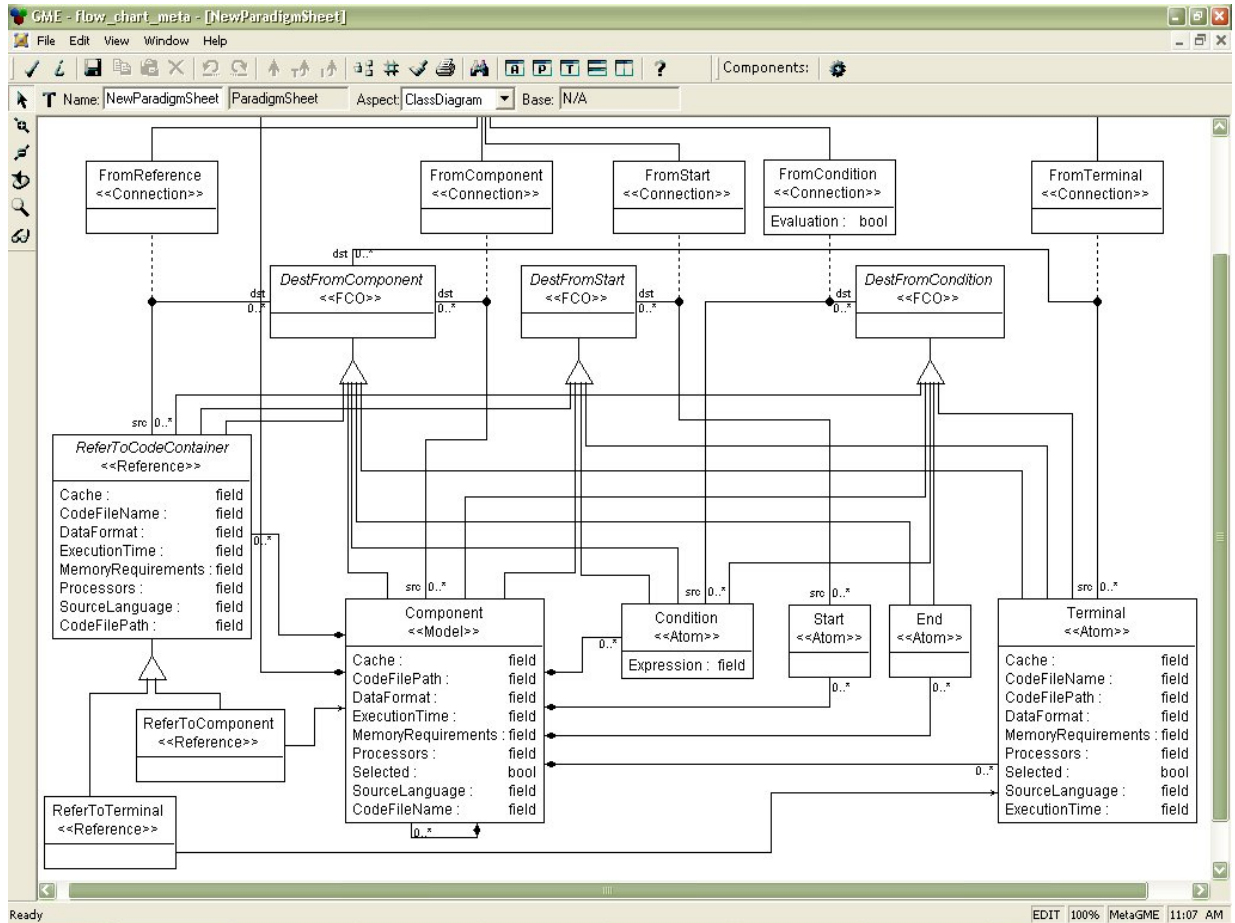 GME - flow_chart_meta - [NewParadigmSheet]
File Edit View Window Help
A P T ? Components:
T Name: NewParadigmSheet ParadigmSheet Aspect: ClassDiagram Base: N/A
FromReference
<<Connection>>
FromComponent
<<Connection>>
FromStart
<<Connection>>
FromCondition
<<Connection>>
Evaluation : bool
FromTerminal
<<Connection>>
dst 0..*
DestFromComponent
<<FCO>>
dst
0..*
dst
0..*
DestFromStart
<<FCO>>
dst
0..*
DestFromCondition
<<FCO>>
dst
0..*
src 0..*
ReferToCodeContainer
<<Reference>>
Cache : field
CodeFileName : field
DataFormat : field
ExecutionTime : field
MemoryRequirements : field
Processors : field
SourceLanguage : field
CodeFilePath : field
0..*
src 0..*
Component
<<Model>>
Cache : field
CodeFilePath : field
DataFormat : field
ExecutionTime : field
MemoryRequirements : field
Processors : field
Selected : bool
SourceLanguage : field
CodeFileName : field
0..*
src 0..*
Condition
<<Atom>>
Expression : field
0..*
src 0..*
Start
<<Atom>>
0..*
End
<<Atom>>
0..*
src 0..*
Terminal
<<Atom>>
Cache : field
CodeFileName : field
CodeFilePath : field
DataFormat : field
MemoryRequirements : field
Processors : field
Selected : bool
SourceLanguage : field
ExecutionTime : field
0..*
ReferToComponent
<<Reference>>
ReferToTerminal
<<Reference>>
Ready EDIT 100% MetaGME 11:07 AM